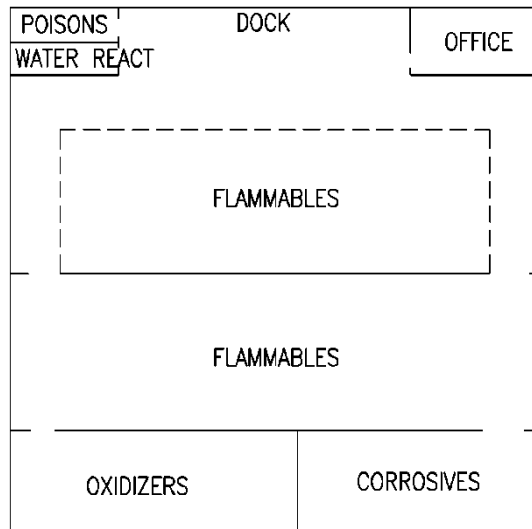 POISONS
DOCK
OFFICE
WATER REACT
FLAMMABLES
FLAMMABLES
OXIDIZERS
CORROSIVES